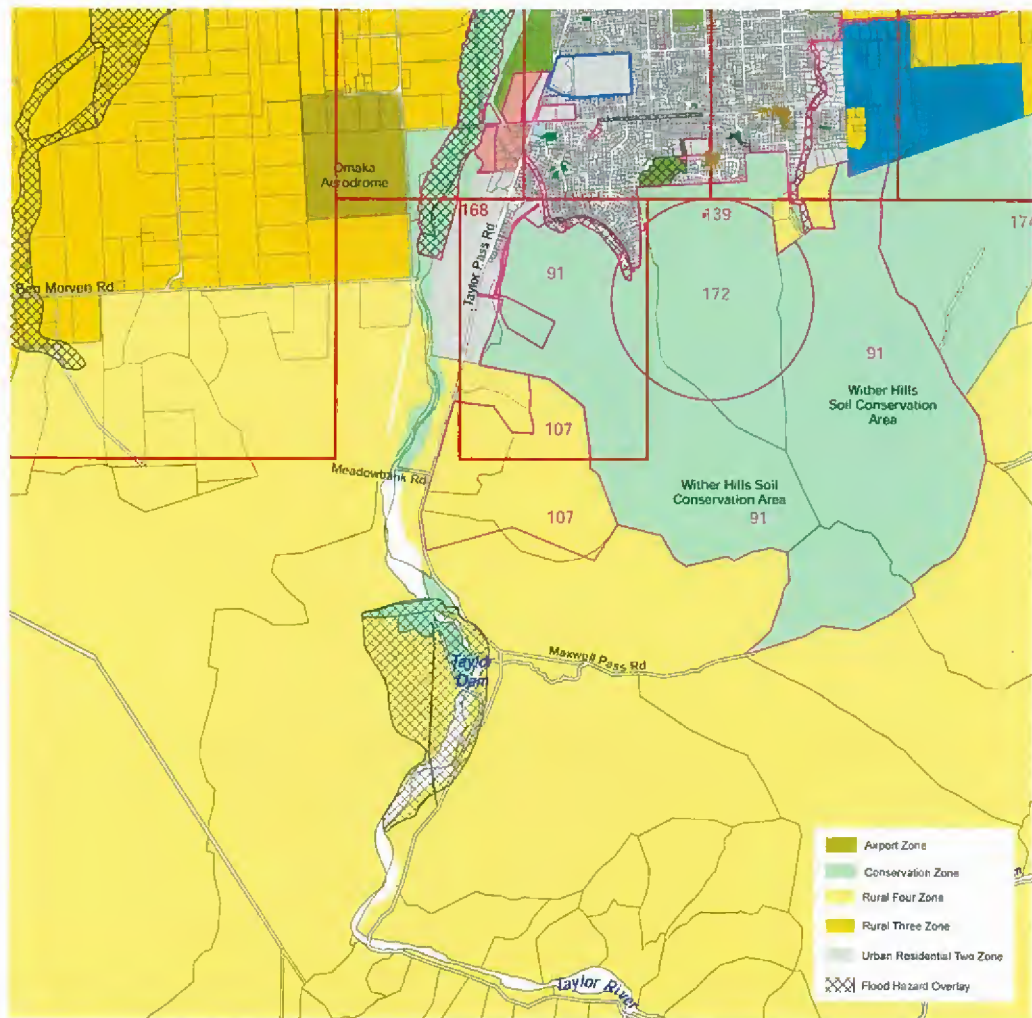 Omaka
Aerodrome
168
139
174
Taylor Pass Rd
91
Ben Morven Rd
172
91
Wither Hills
Soil Conservation
Area
107
Meadowbank Rd
Wither Hills Soil
Conservation Area
107
91
Maxwell Pass Rd
Taylor
Dam
Airport Zone
Conservation Zone
Rural Four Zone
Rural Three Zone
Urban Residential Two Zone
Flood Hazard Overlay
Taylor River